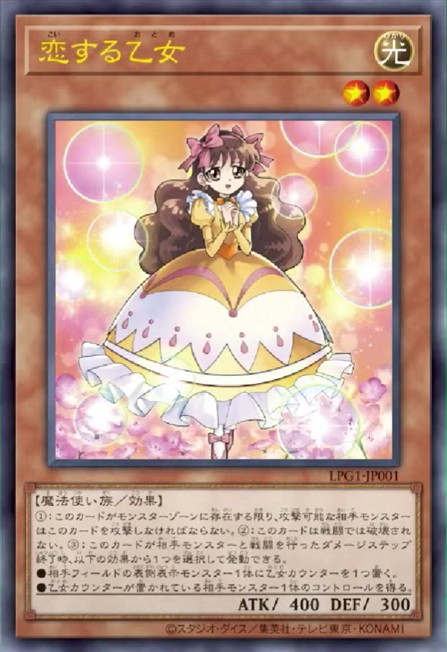 恋する乙女
光
LPG1-JP001
【魔法使い族／効果】
①：このカードがモンスターゾーンに存在する限り、攻撃可能な相手モンスター
はこのカードを攻撃しなければならない。②：このカードは戦闘では破壊され
ない。③：このカードが相手モンスターと戦闘を行ったダメージステップ
終了時、以下の効果から1つを選択して発動できる。
●相手フィールドの表側表示モンスター1体に乙女カウンターを1つ置く。
●乙女カウンターが置かれている相手モンスター1体のコントロールを得る。
ATK/ 400 DEF/ 300
©スタジオ・ダイス／集英社・テレビ東京・KONAMI